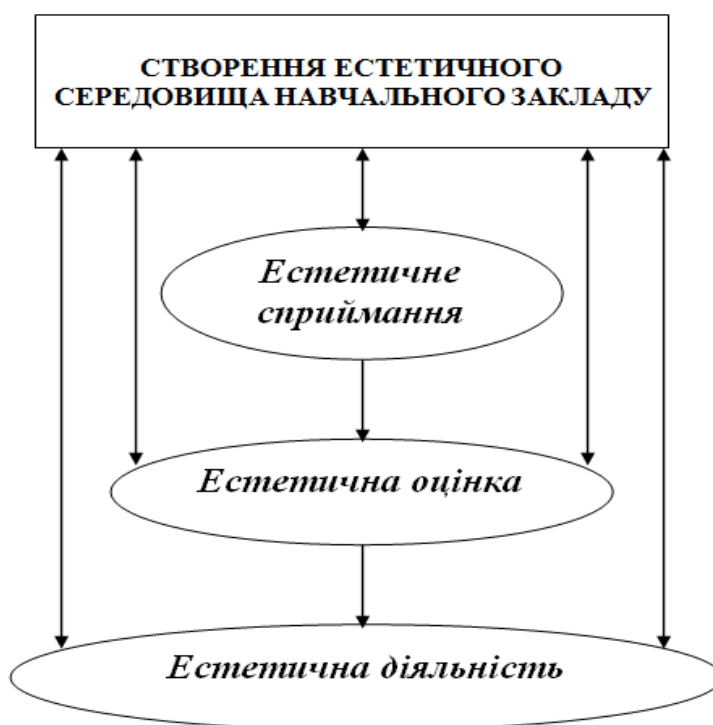 СТВОРЕННЯ ЕСТЕТИЧНОГО
СЕРЕДОВИЩА НАВЧАЛЬНОГО ЗАКЛАДУ
Естетичне
сприймання
Естетична оцінка
Естетична діяльність